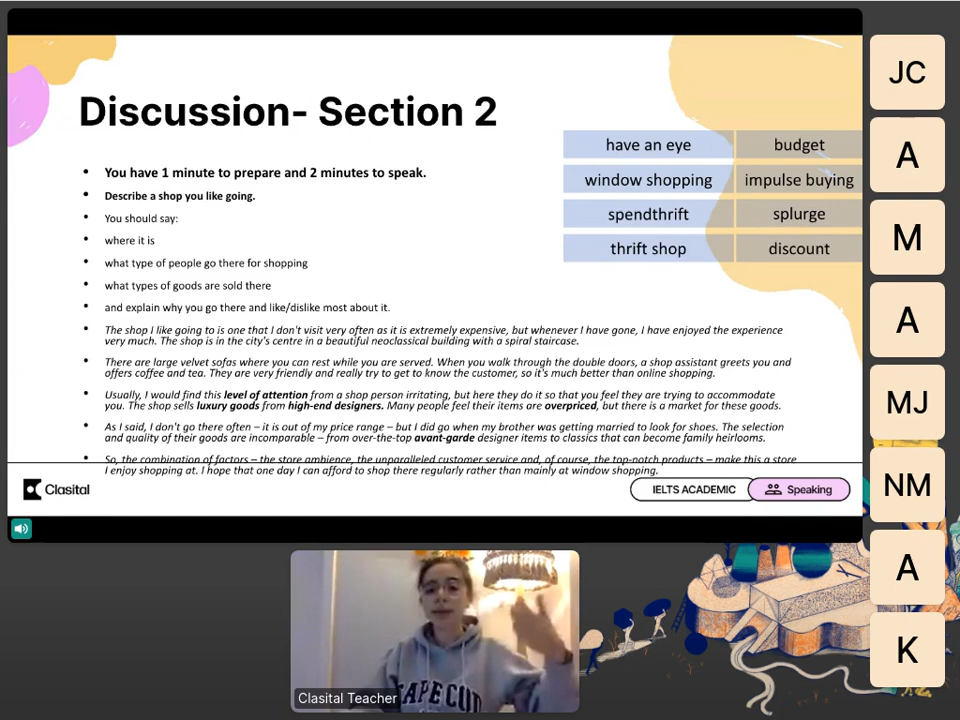 Discussion- Section 2
have an eye
budget
window shopping
impulse buying
spendthrift
splurge
thrift shop
discount
• You have 1 minute to prepare and 2 minutes to speak.
• Describe a shop you like going.
• You should say:
• where it is
• what type of people go there for shopping
• what types of goods are sold there
• and explain why you go there and like/dislike most about it.
• The shop I like going to is one that I don't visit very often as it is extremely expensive, but whenever I have gone, I have enjoyed the experience
very much. The shop is in the city's centre in a beautiful neoclassical building with a spiral staircase.
• There are large velvet sofas where you can rest while you are served. When you walk through the double doors, a shop assistant greets you and
offers coffee and tea. They are very friendly and really try to get to know the customer, so it's much better than online shopping.
• Usually, I would find this level of attention from a shop person irritating, but here they do it so that you feel they are trying to accommodate
you. The shop sells luxury goods from high-end designers. Many people feel their items are overpriced, but there is a market for these goods.
• As I said, I don't go there often – it is out of my price range – but I did go when my brother was getting married to look for shoes. The selection
and quality of their goods are incomparable – from over-the-top avant-garde designer items to classics that can become family heirlooms.
• So, the combination of factors – the store ambience, the unparalleled customer service and, of course, the top-notch products – make this a store
I enjoy shopping at. I hope that one day I can afford to shop there regularly rather than mainly at window shopping.
Clasital
IELTS ACADEMIC
Speaking
JC
A
M
A
MJ
NM
A
K
CAPE COD
Clasital Teacher